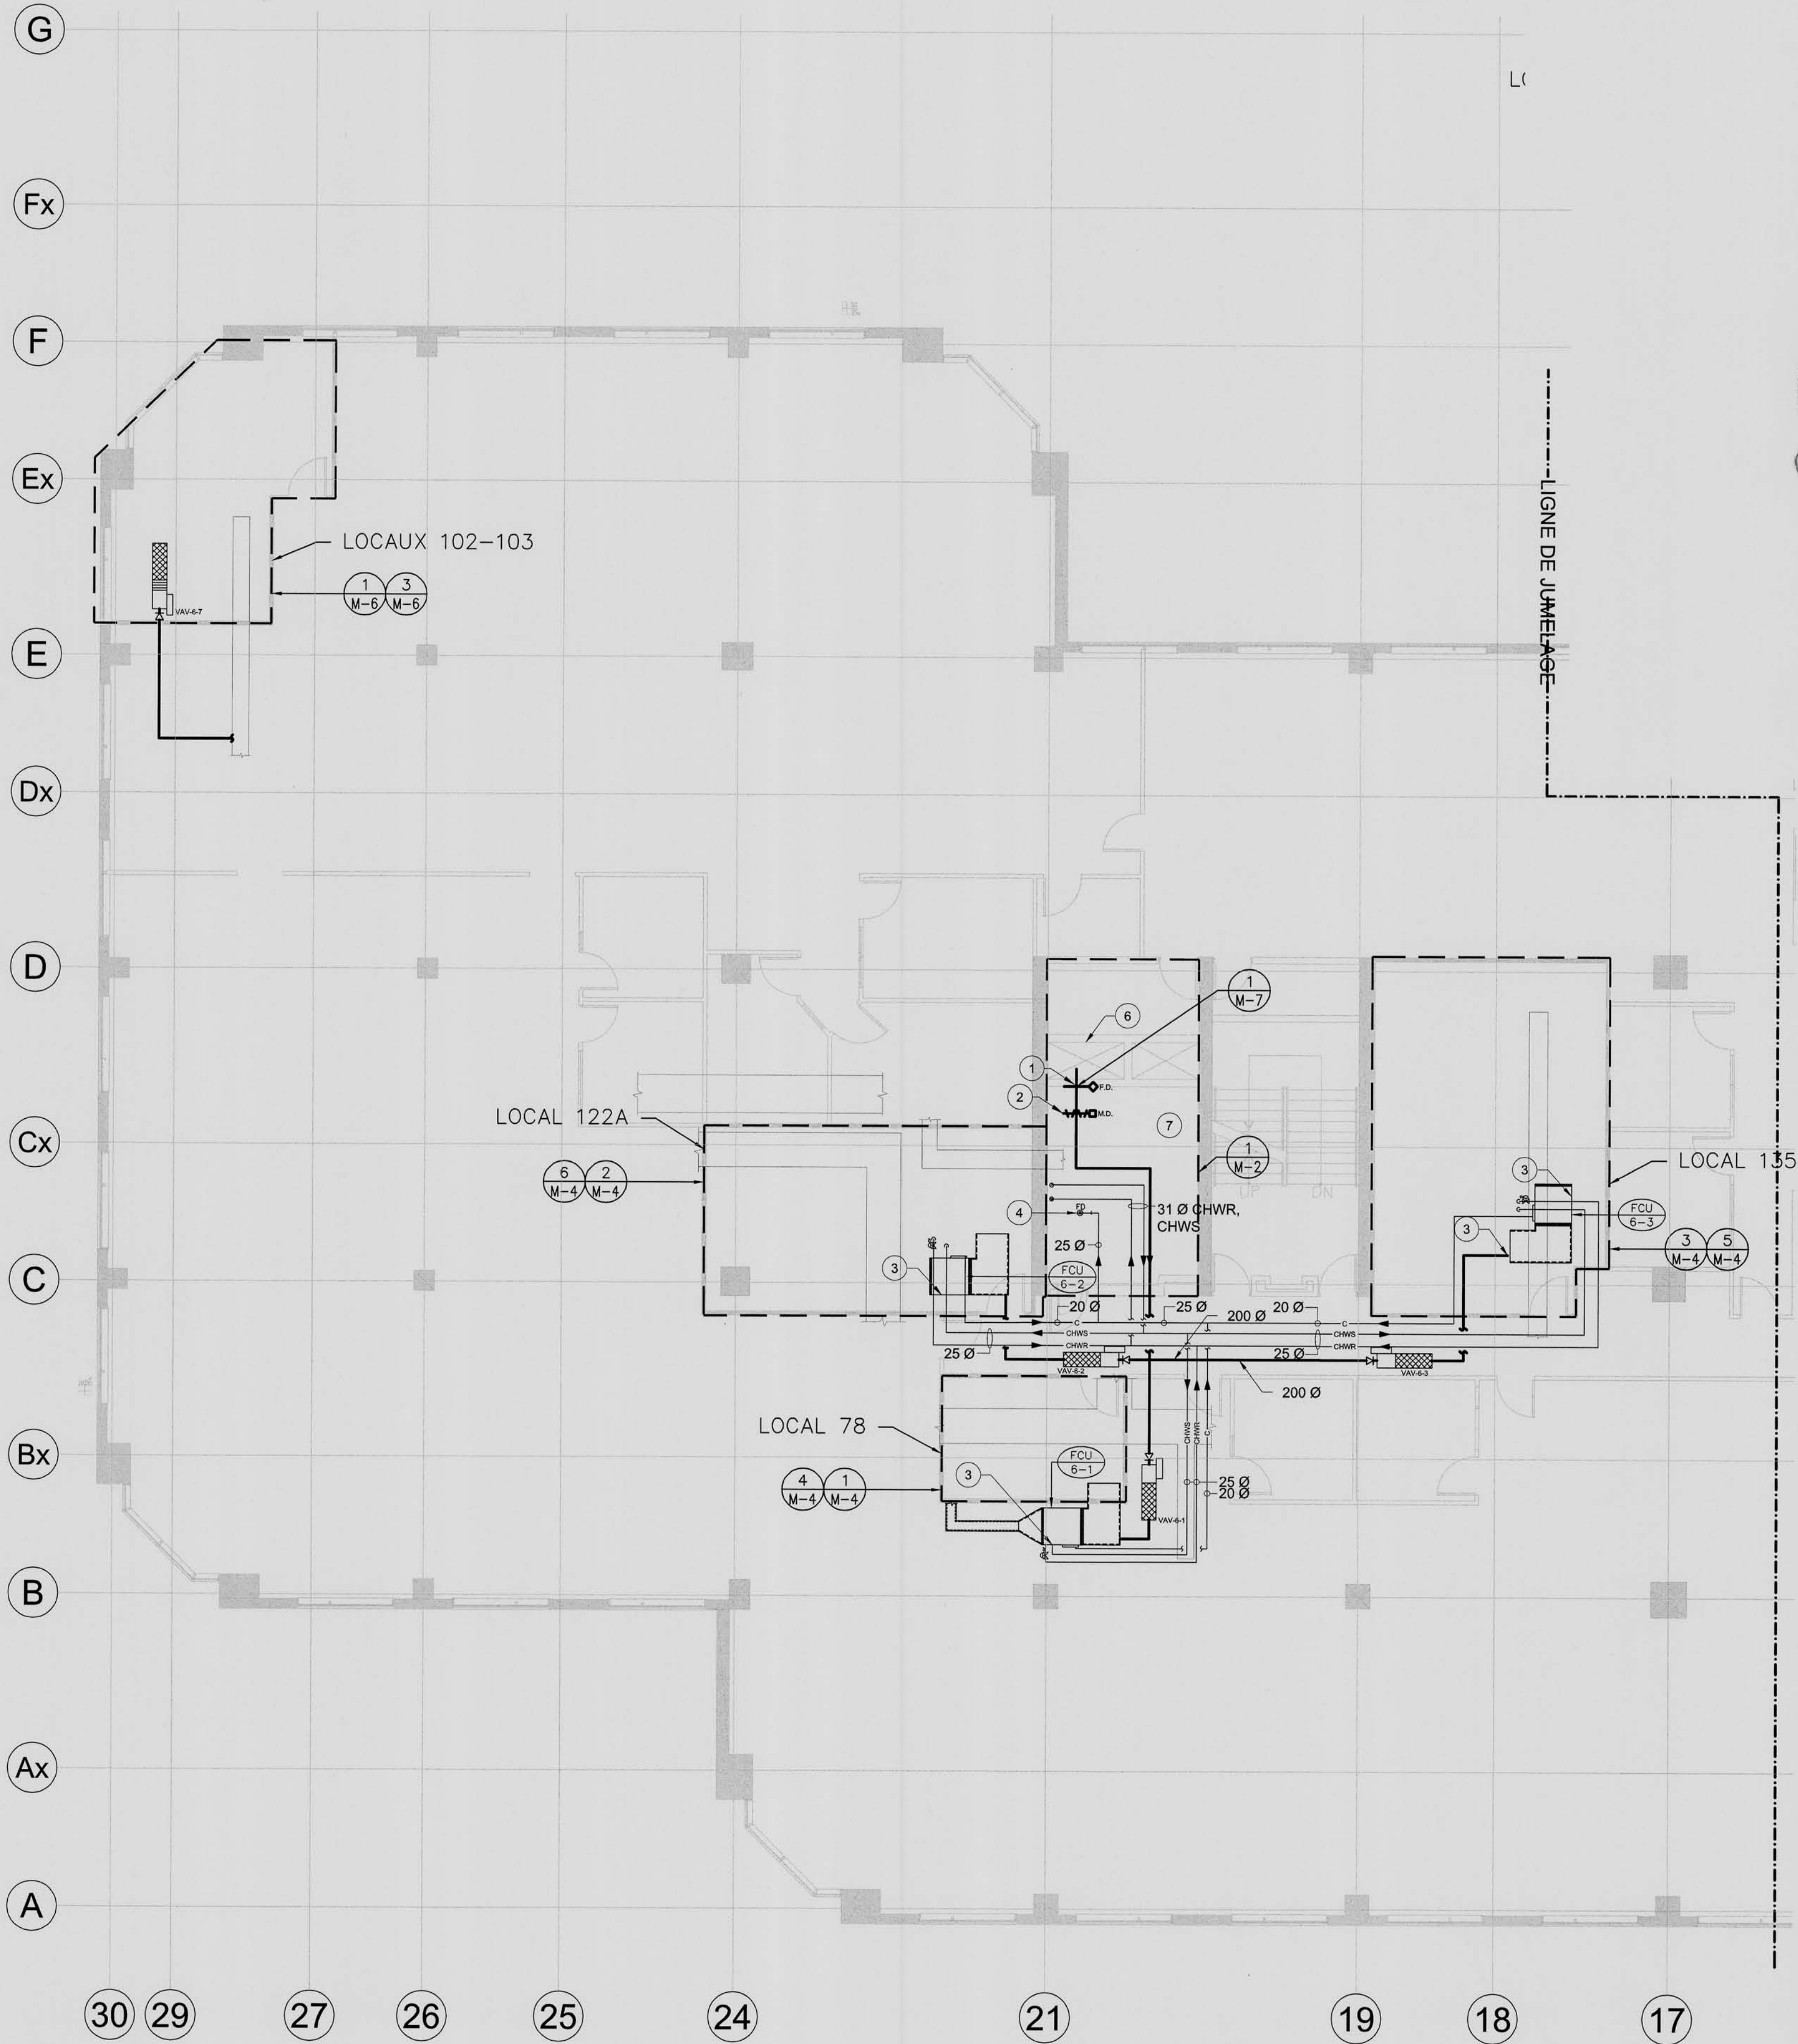 G
L(
Fx
F
Ex
LIGNE DE JUMELAGE
LOCAUX 102-103
1 3
M-6 M-6
VAV-6-7
E
Dx
D
1
M-7
6
1
F.D.
2
M.D.
7
LOCAL 122A
Cx
1
M-2
LOCAL 135
6 2
M-4 M-4
3
UP
DN
4
FD
31 Ø CHWR,
CHWS
FCU
6-3
3
25 Ø
3 5
M-4 M-4
3
FCU
6-2
C
20 Ø
25 Ø
20 Ø
200 Ø
C
C
CHWS
CHWS
CHWR
CHWR
25 Ø
25 Ø
VAV-6-2
VAV-6-3
200 Ø
LOCAL 78
CHWS
CHWR
C
Bx
FCU
6-1
3
4 1
M-4 M-4
25 Ø
20 Ø
VAV-6-1
B
Ax
A
30 29 27 26 25 24 21 19 18 17